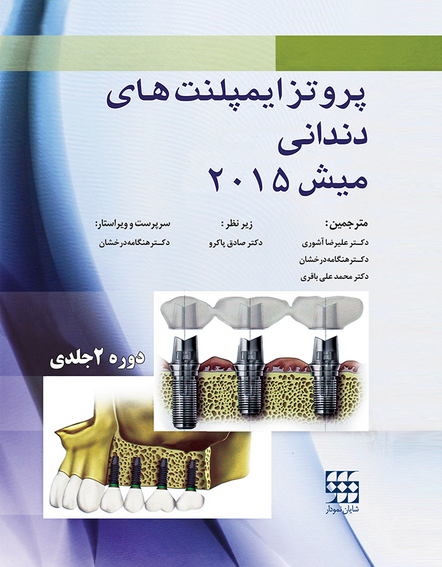 پروتز ایمپلنت های
دندانی
میش ۲۰۱۵
مترجمین:
دکتر علیرضا آشوری
دکتر هنگامه درخشان
دکتر محمد علی باقری
زیر نظر:
دکتر صادق پاکرو
سرپرست و ویراستار:
دکتر هنگامه درخشان
دوره ۲ جلدی
شایان نمودار